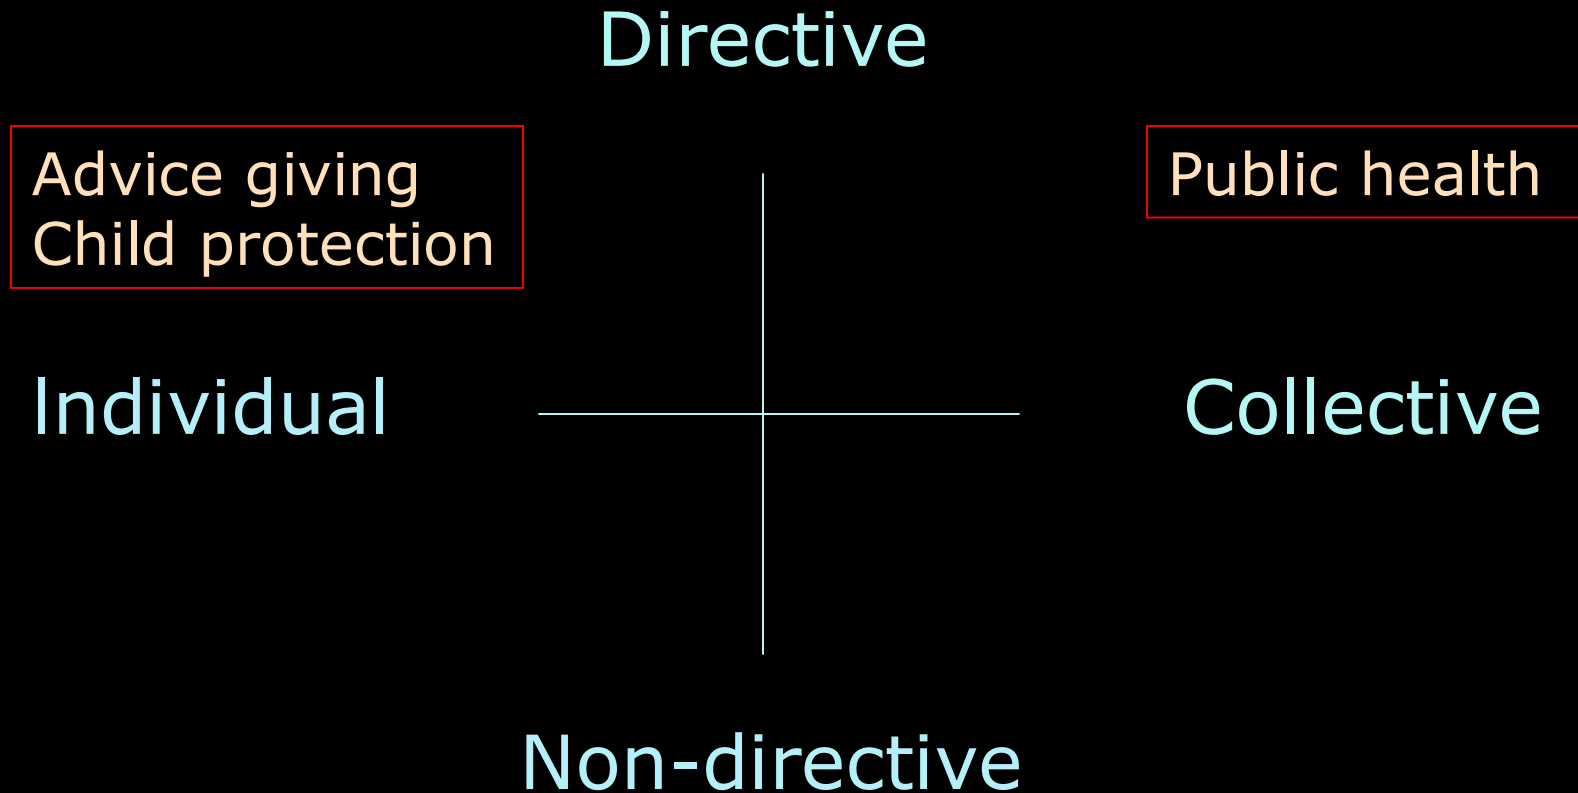 Directive
Advice giving
Child protection
Public health
Individual
Collective
Non-directive